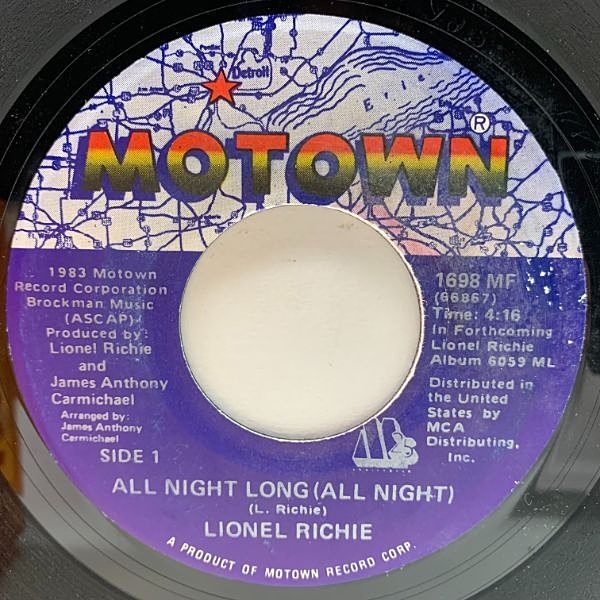 Detroit
Erie
MOTOWN®
1983 Motown
Record Corporation
Brockman Music
(ASCAP)
Produced by:
Lionel Richie
and
James Anthony
Carmichael
Arranged by:
James Anthony
Carmichael
SIDE 1
1698 MF
(66867)
Time: 4:16
In Forthcoming
Lionel Richie
Album 6059 ML
Distributed in
the United
States by
MCA
Distributing,
Inc.
ALL NIGHT LONG (ALL NIGHT)
(L. Richie)
LIONEL RICHIE
A PRODUCT OF MOTOWN RECORD CORP.